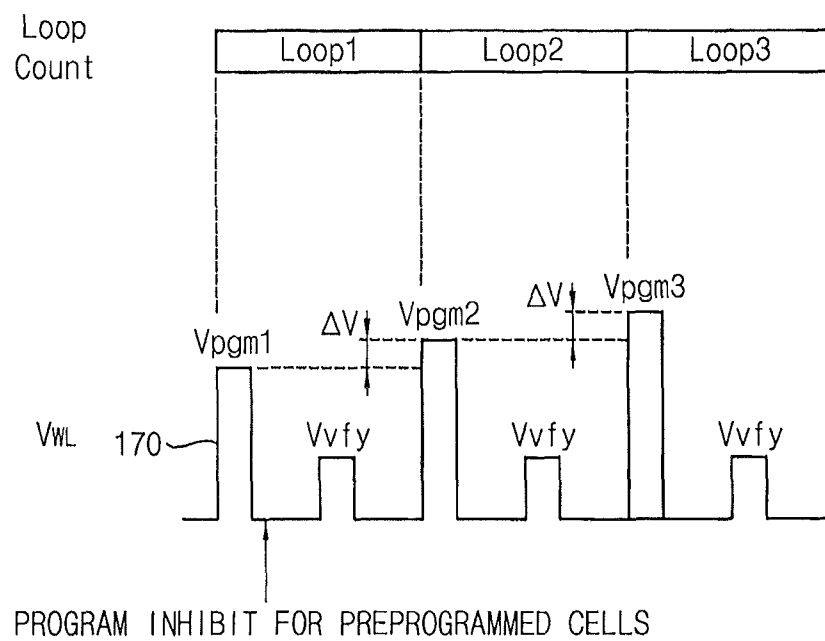 Loop
Count
Loop1 Loop2 Loop3
ΔV Vpgm3
ΔV Vpgm2
Vpgm1
VWL 170 Vvfy Vvfy Vvfy
PROGRAM INHIBIT FOR PREPROGRAMMED CELLS